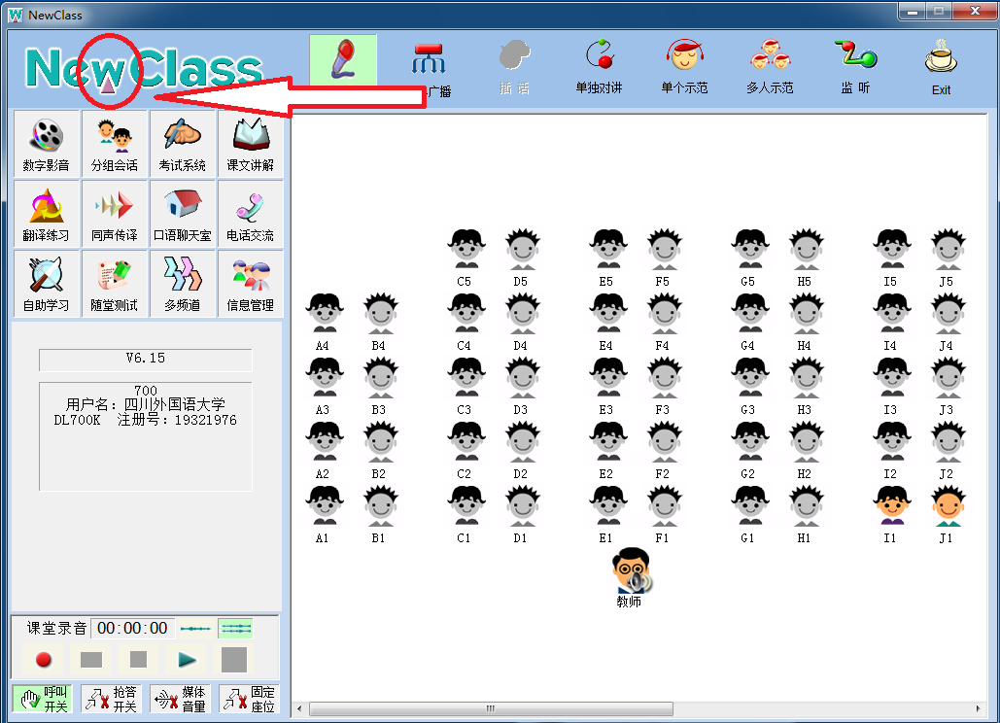 NewClass
NewClass
广播
插 话
单独对讲
单个示范
多人示范
监 听
Exit
数字影音
分组会话
考试系统
课文讲解
翻译练习
同声传译
口语聊天室
电话交流
自助学习
随堂测试
多频道
信息管理
V6.15
700
用户名：四川外国语大学
DL700K 注册号：19321976
C5 D5 E5 F5 G5 H5 I5 J5
A4 B4 C4 D4 E4 F4 G4 H4 I4 J4
A3 B3 C3 D3 E3 F3 G3 H3 I3 J3
A2 B2 C2 D2 E2 F2 G2 H2 I2 J2
A1 B1 C1 D1 E1 F1 G1 H1 I1 J1
教师
课堂录音 00:00:00
呼叫
开关
抢答
开关
媒体
音量
固定
座位